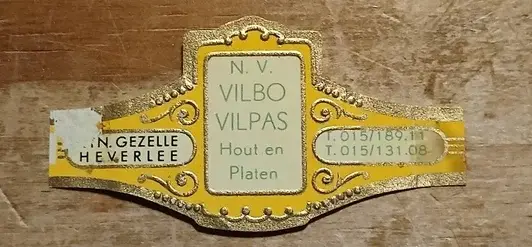 N. V.
VILBO
VILPAS
Hout en
Platen
GEZELLE
HEVERLEE
T. 015/189.11
T. 015/131.08